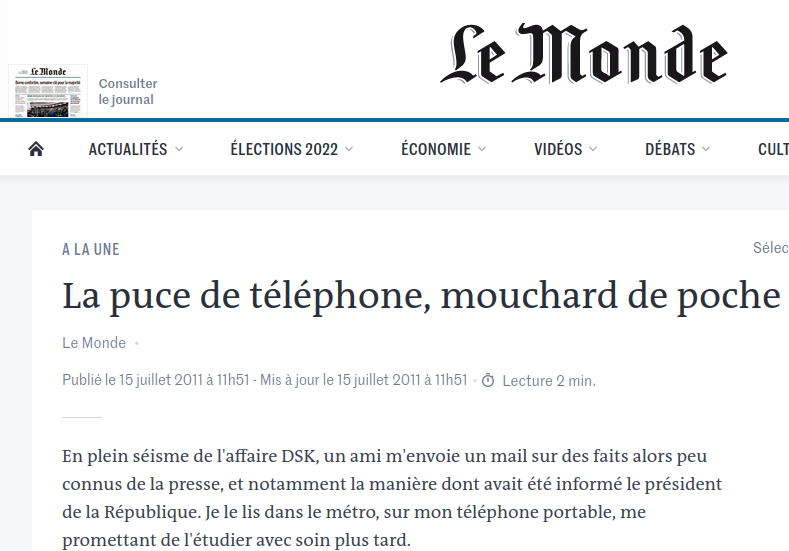 Le Monde
Le Monde
Consulter
le journal
ACTUALITÉS
ÉLECTIONS 2022
ÉCONOMIE
VIDÉOS
DÉBATS
CULT
A LA UNE
Sélec
La puce de téléphone, mouchard de poche
Le Monde
Publié le 15 juillet 2011 à 11h51 - Mis à jour le 15 juillet 2011 à 11h51 • Lecture 2 min.
En plein séisme de l'affaire DSK, un ami m'envoie un mail sur des faits alors peu
connus de la presse, et notamment la manière dont avait été informé le président
de la République. Je le lis dans le métro, sur mon téléphone portable, me
promettant de l'étudier avec soin plus tard.